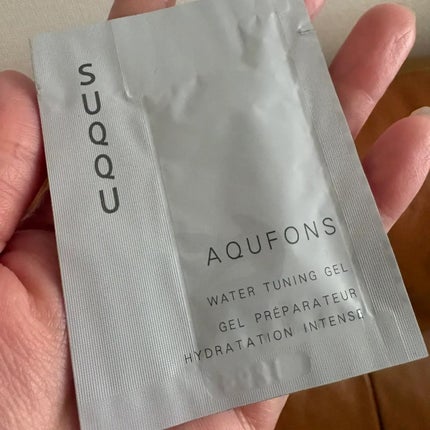 SUQQU
AQUFONS
WATER TUNING GEL
GEL PRÉPARATEUR
HYDRATATION INTENSE